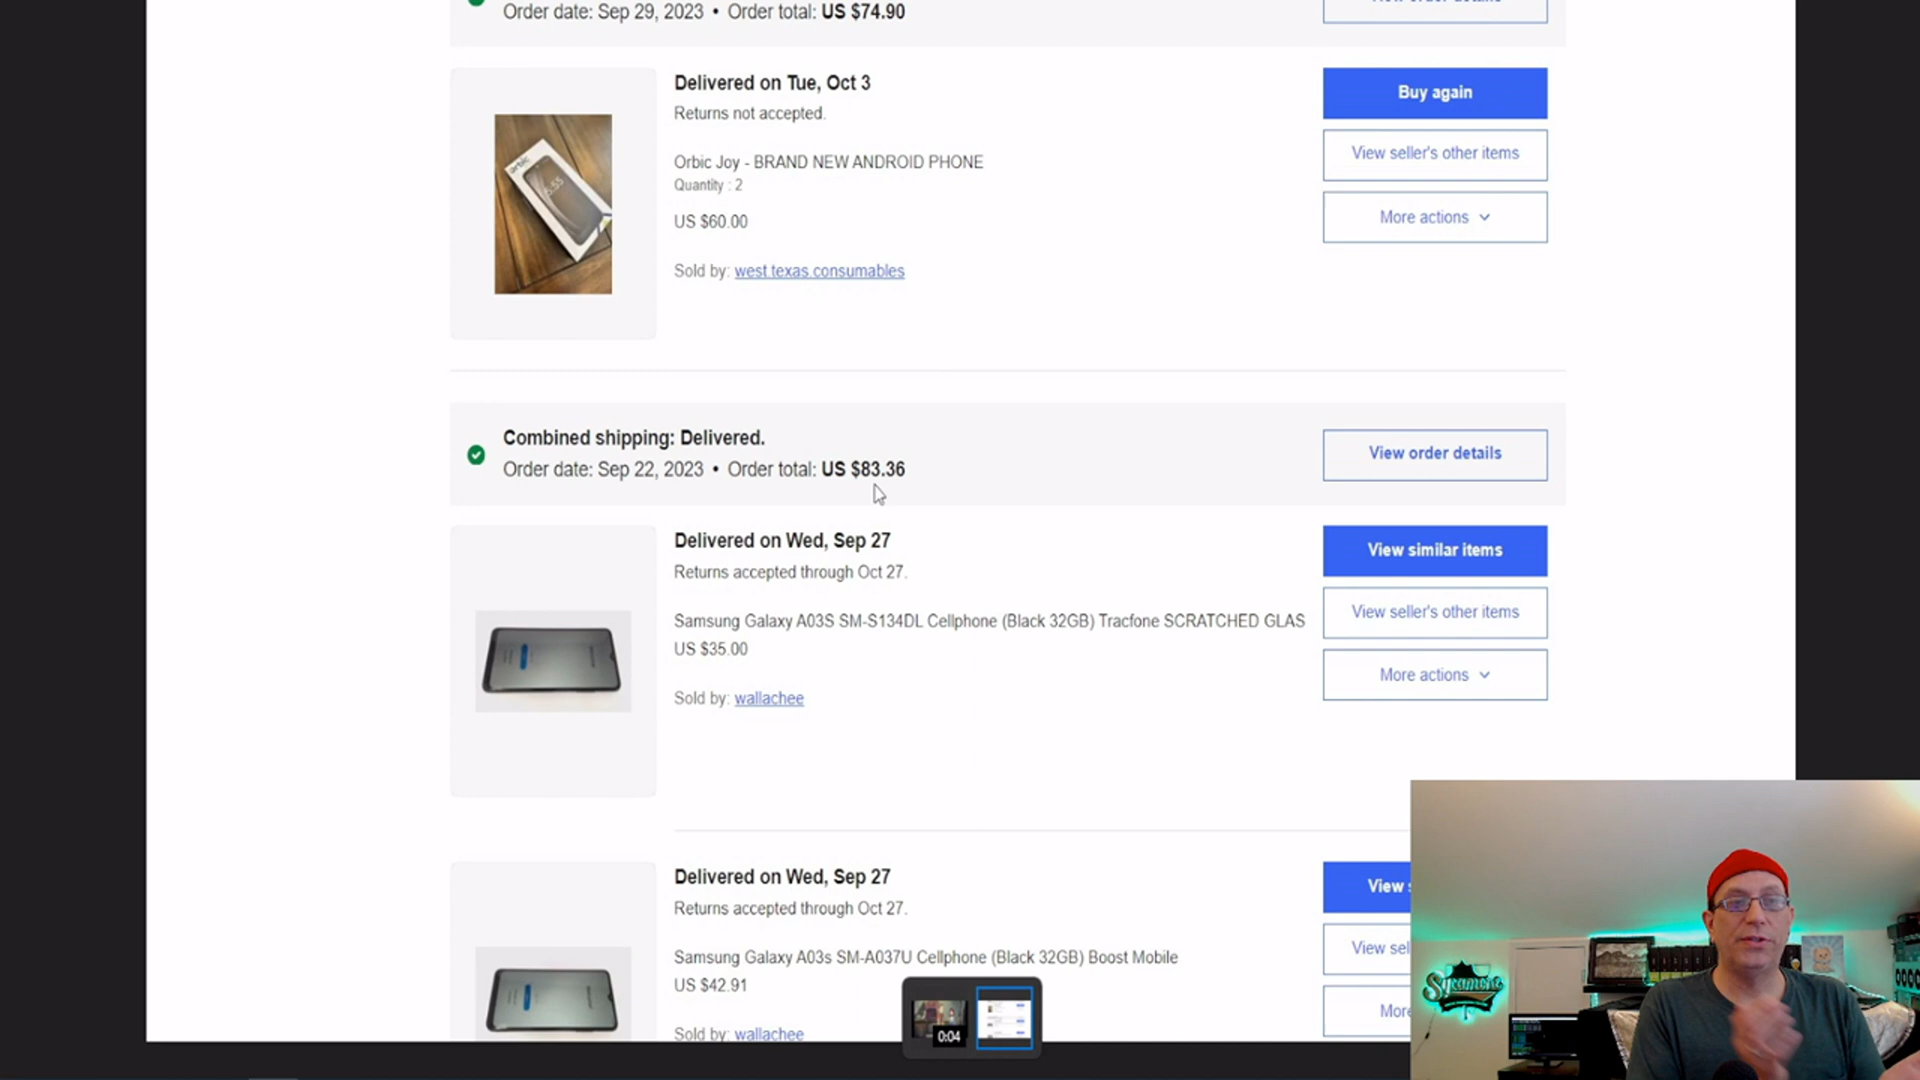 Order date: Sep 29, 2023 • Order total: US $74.90
View order details
Delivered on Tue, Oct 3
Returns not accepted.
Orbic Joy - BRAND NEW ANDROID PHONE
Quantity : 2
US $60.00
Sold by: west texas consumables
Buy again
View seller's other items
More actions
orbic
5:55
Combined shipping: Delivered.
Order date: Sep 22, 2023 • Order total: US $83.36
View order details
Delivered on Wed, Sep 27
Returns accepted through Oct 27.
Samsung Galaxy A03S SM-S134DL Cellphone (Black 32GB) Tracfone SCRATCHED GLAS
US $35.00
Sold by: wallachee
View similar items
View seller's other items
More actions
Delivered on Wed, Sep 27
Returns accepted through Oct 27.
Samsung Galaxy A03s SM-A037U Cellphone (Black 32GB) Boost Mobile
US $42.91
Sold by: wallachee
View
View sel
More
0:04